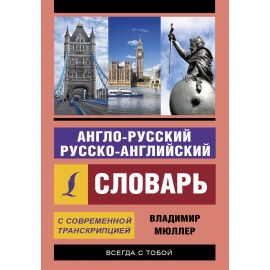 АНГЛО-РУССКИЙ
РУССКО-АНГЛИЙСКИЙ
СЛОВАРЬ
С СОВРЕМЕННОЙ
ТРАНСКРИПЦИЕЙ
ВЛАДИМИР
МЮЛЛЕР
ВСЕГДА С ТОБОЙ